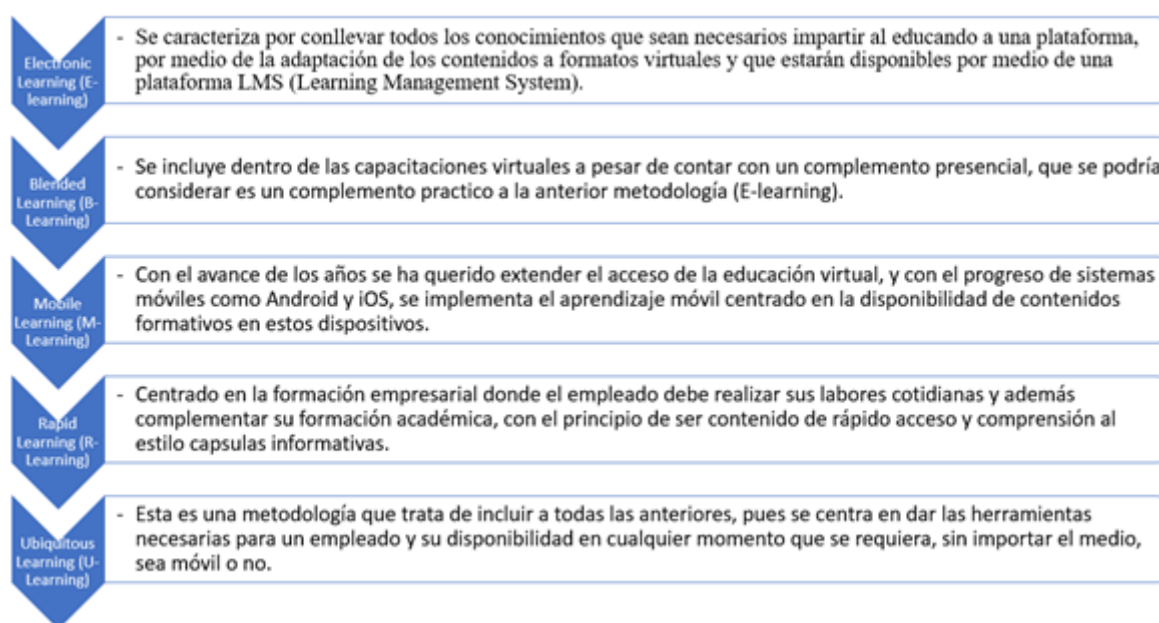 Electronic
Learning (E-
learning)
- Se caracteriza por conllevar todos los conocimientos que sean necesarios impartir al educando a una plataforma,
por medio de la adaptación de los contenidos a formatos virtuales y que estarán disponibles por medio de una
plataforma LMS (Learning Management System).
Blended
Learning (B-
Learning)
- Se incluye dentro de las capacitaciones virtuales a pesar de contar con un complemento presencial, que se podría
considerar es un complemento practico a la anterior metodología (E-learning).
Mobile
Learning (M-
Learning)
- Con el avance de los años se ha querido extender el acceso de la educación virtual, y con el progreso de sistemas
móviles como Android y iOS, se implementa el aprendizaje móvil centrado en la disponibilidad de contenidos
formativos en estos dispositivos.
Rapid
Learning (R-
Learning)
- Centrado en la formación empresarial donde el empleado debe realizar sus labores cotidianas y además
complementar su formación académica, con el principio de ser contenido de rápido acceso y comprensión al
estilo capsulas informativas.
Ubiquitous
Learning (U-
Learning)
- Esta es una metodología que trata de incluir a todas las anteriores, pues se centra en dar las herramientas
necesarias para un empleado y su disponibilidad en cualquier momento que se requiera, sin importar el medio,
sea móvil o no.